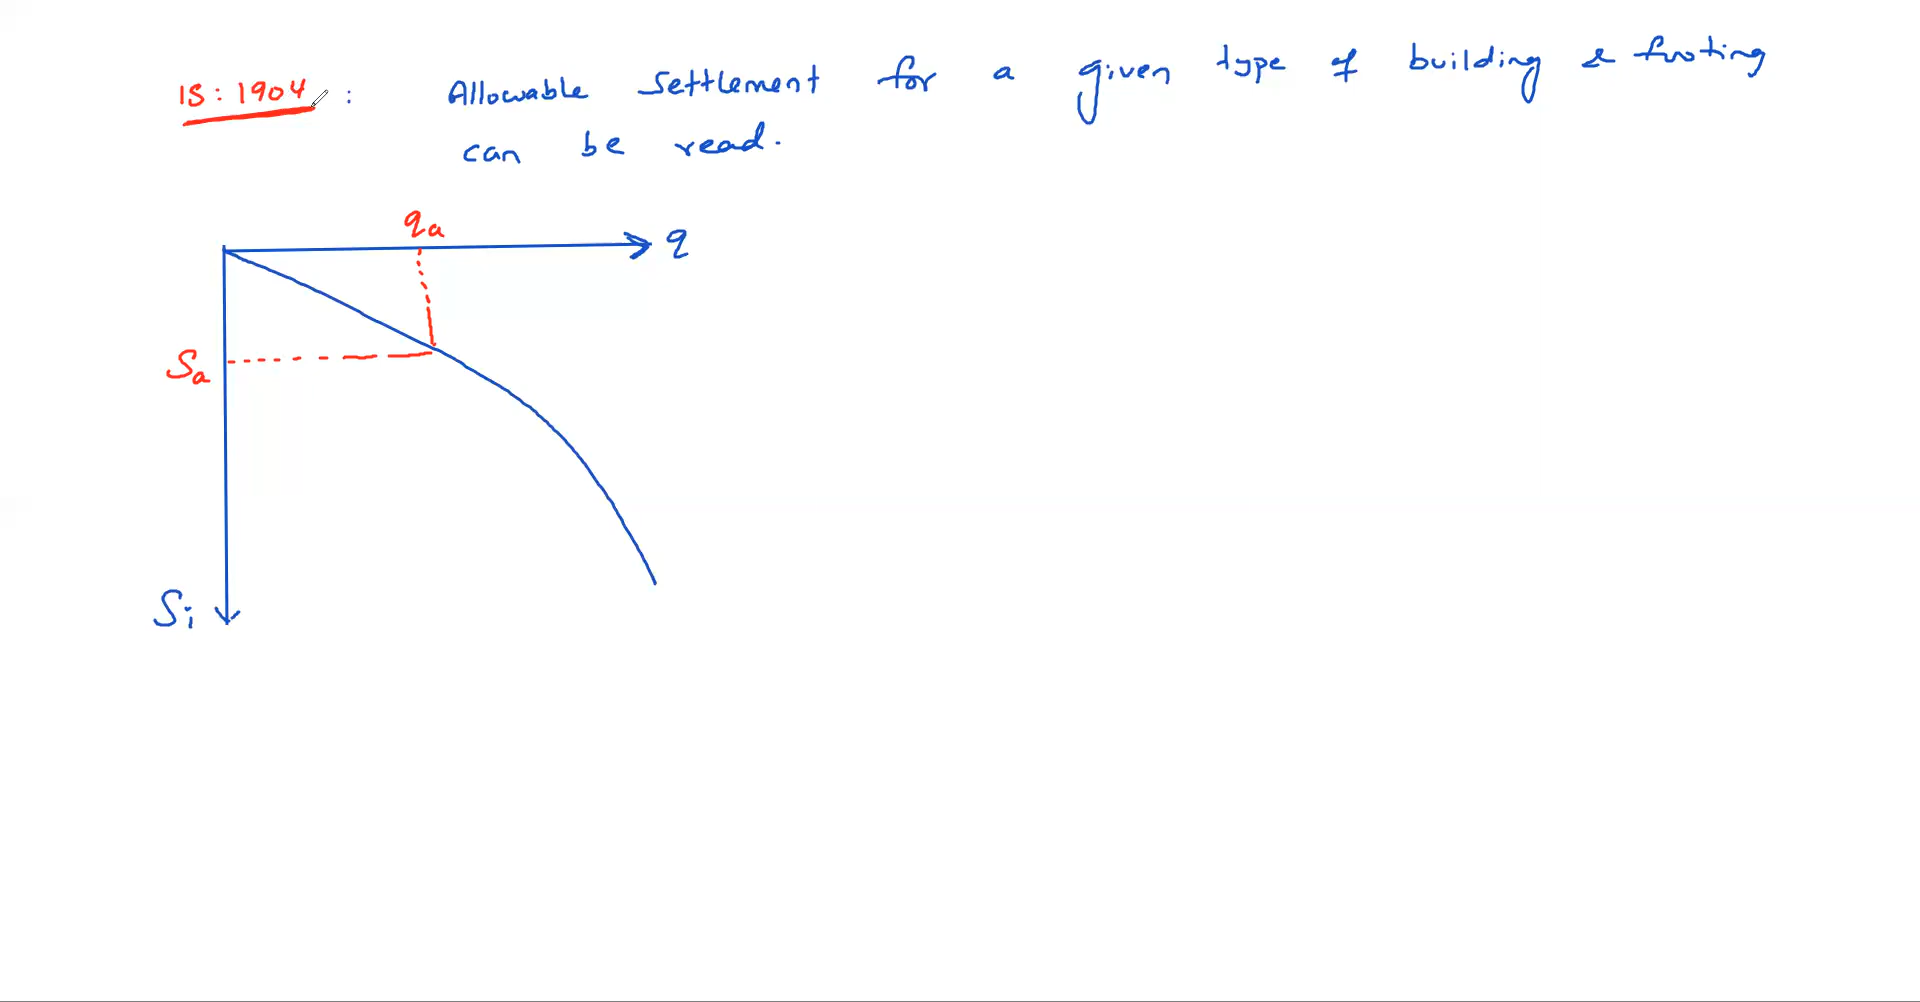 IS : 1904 : Allowable Settlement for a given type of building & footing
can be read.
qa
q
Sa
Si